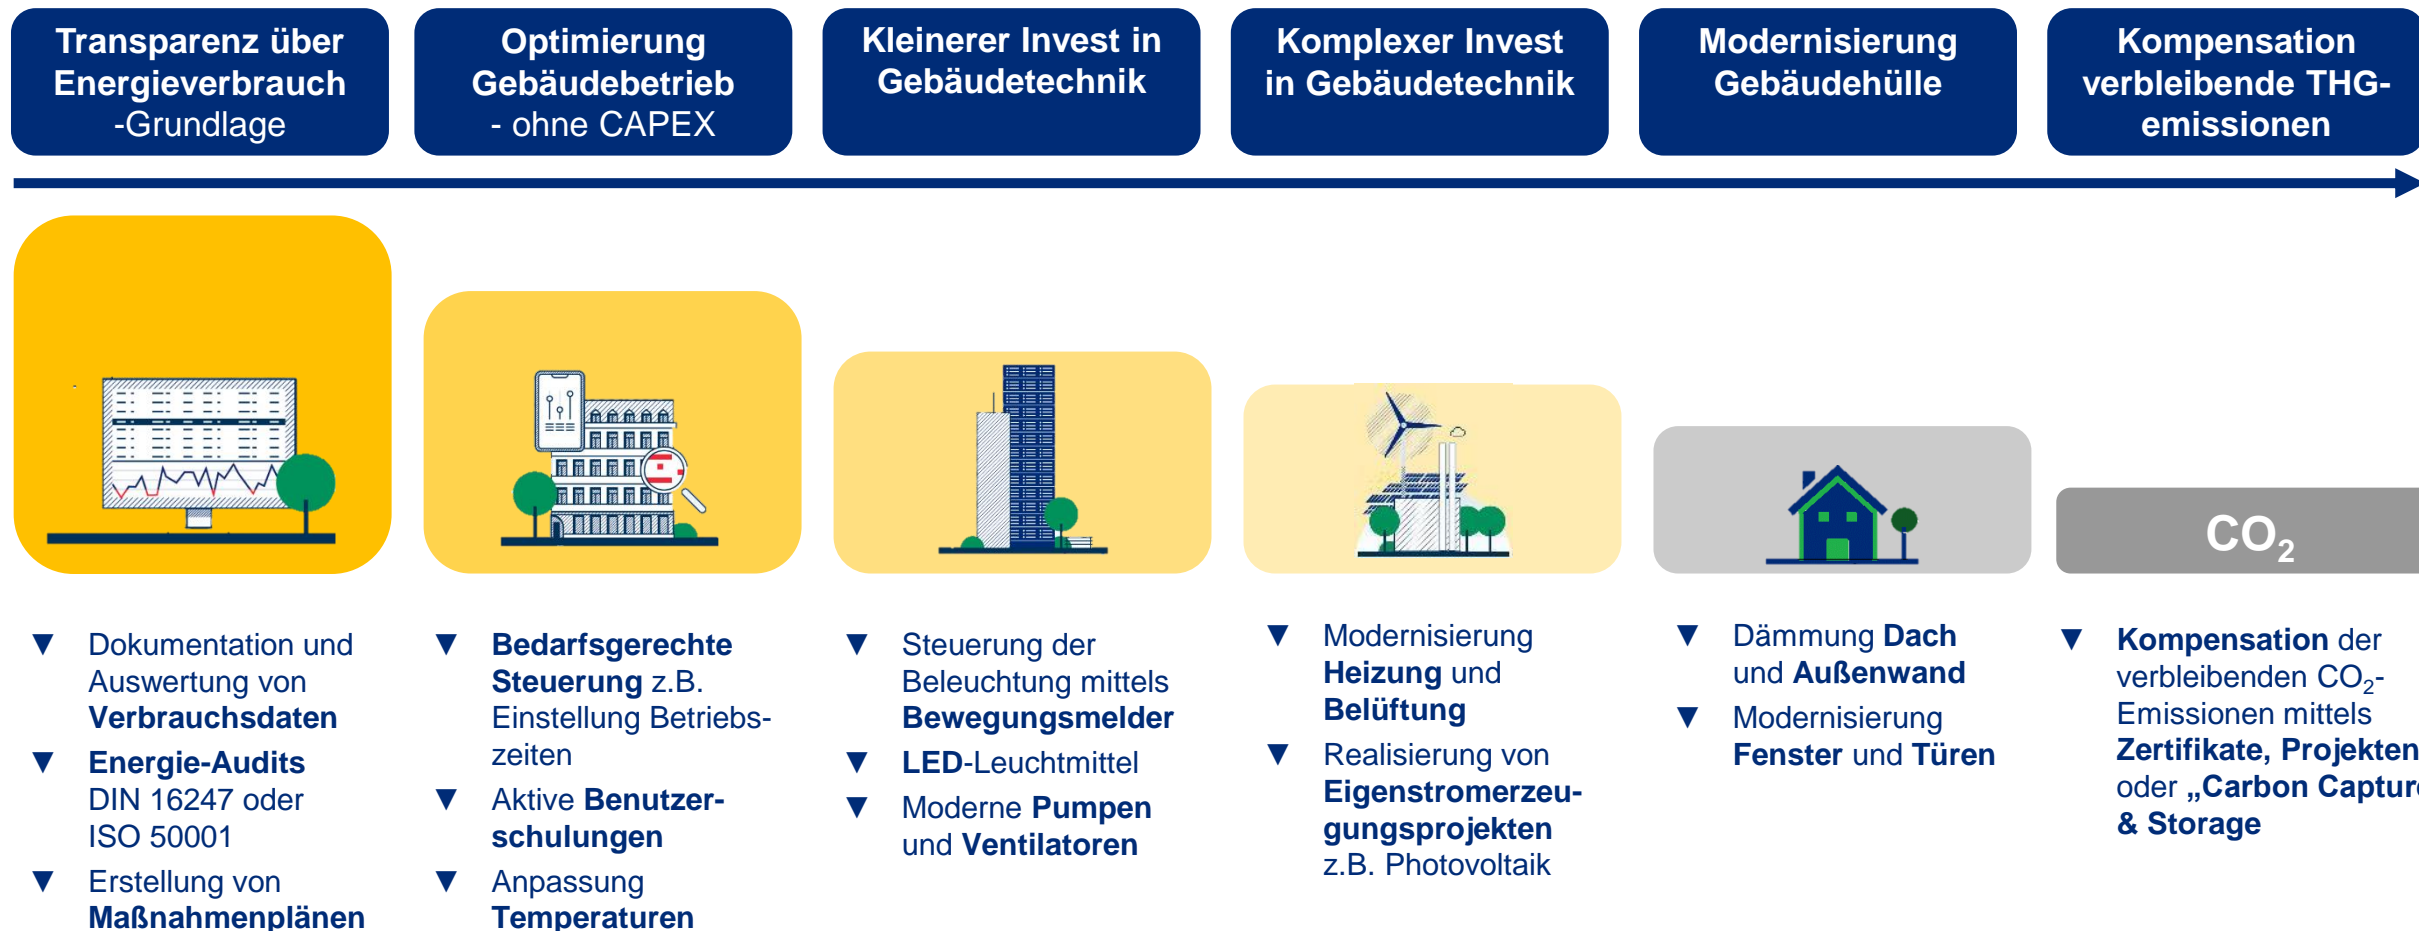 Transparenz über
Energieverbrauch
-Grundlage
Optimierung
Gebäudebetrieb
- ohne CAPEX
Kleinerer Invest in
Gebäudetechnik
Komplexer Invest
in Gebäudetechnik
Modernisierung
Gebäudehülle
Kompensation
verbleibende THG-
emissionen
CO₂
▼ Dokumentation und
Auswertung von
Verbrauchsdaten
▼ Energie-Audits
DIN 16247 oder
ISO 50001
▼ Erstellung von
Maßnahmenplänen
▼ Bedarfsgerechte
Steuerung z.B.
Einstellung Betriebs-
zeiten
▼ Aktive Benutzer-
schulungen
▼ Anpassung
Temperaturen
▼ Steuerung der
Beleuchtung mittels
Bewegungsmelder
▼ LED-Leuchtmittel
▼ Moderne Pumpen
und Ventilatoren
▼ Modernisierung
Heizung und
Belüftung
▼ Realisierung von
Eigenstromerzeu-
gungsprojekten
z.B. Photovoltaik
▼ Dämmung Dach
und Außenwand
▼ Modernisierung
Fenster und Türen
▼ Kompensation der
verbleibenden CO₂-
Emissionen mittels
Zertifikate, Projekten
oder „Carbon Capture
& Storage